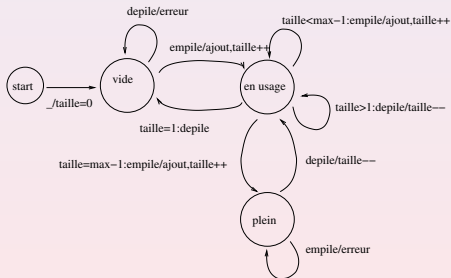 depile/erreur
taille<max−1:empile/ajout,taille++
empile/ajout,taille++
start
vide
en usage
_/taille=0
taille>1:depile/taille−−
taille=1:depile
taille=max−1:empile/ajout,taille++
depile/taille−−
plein
empile/erreur